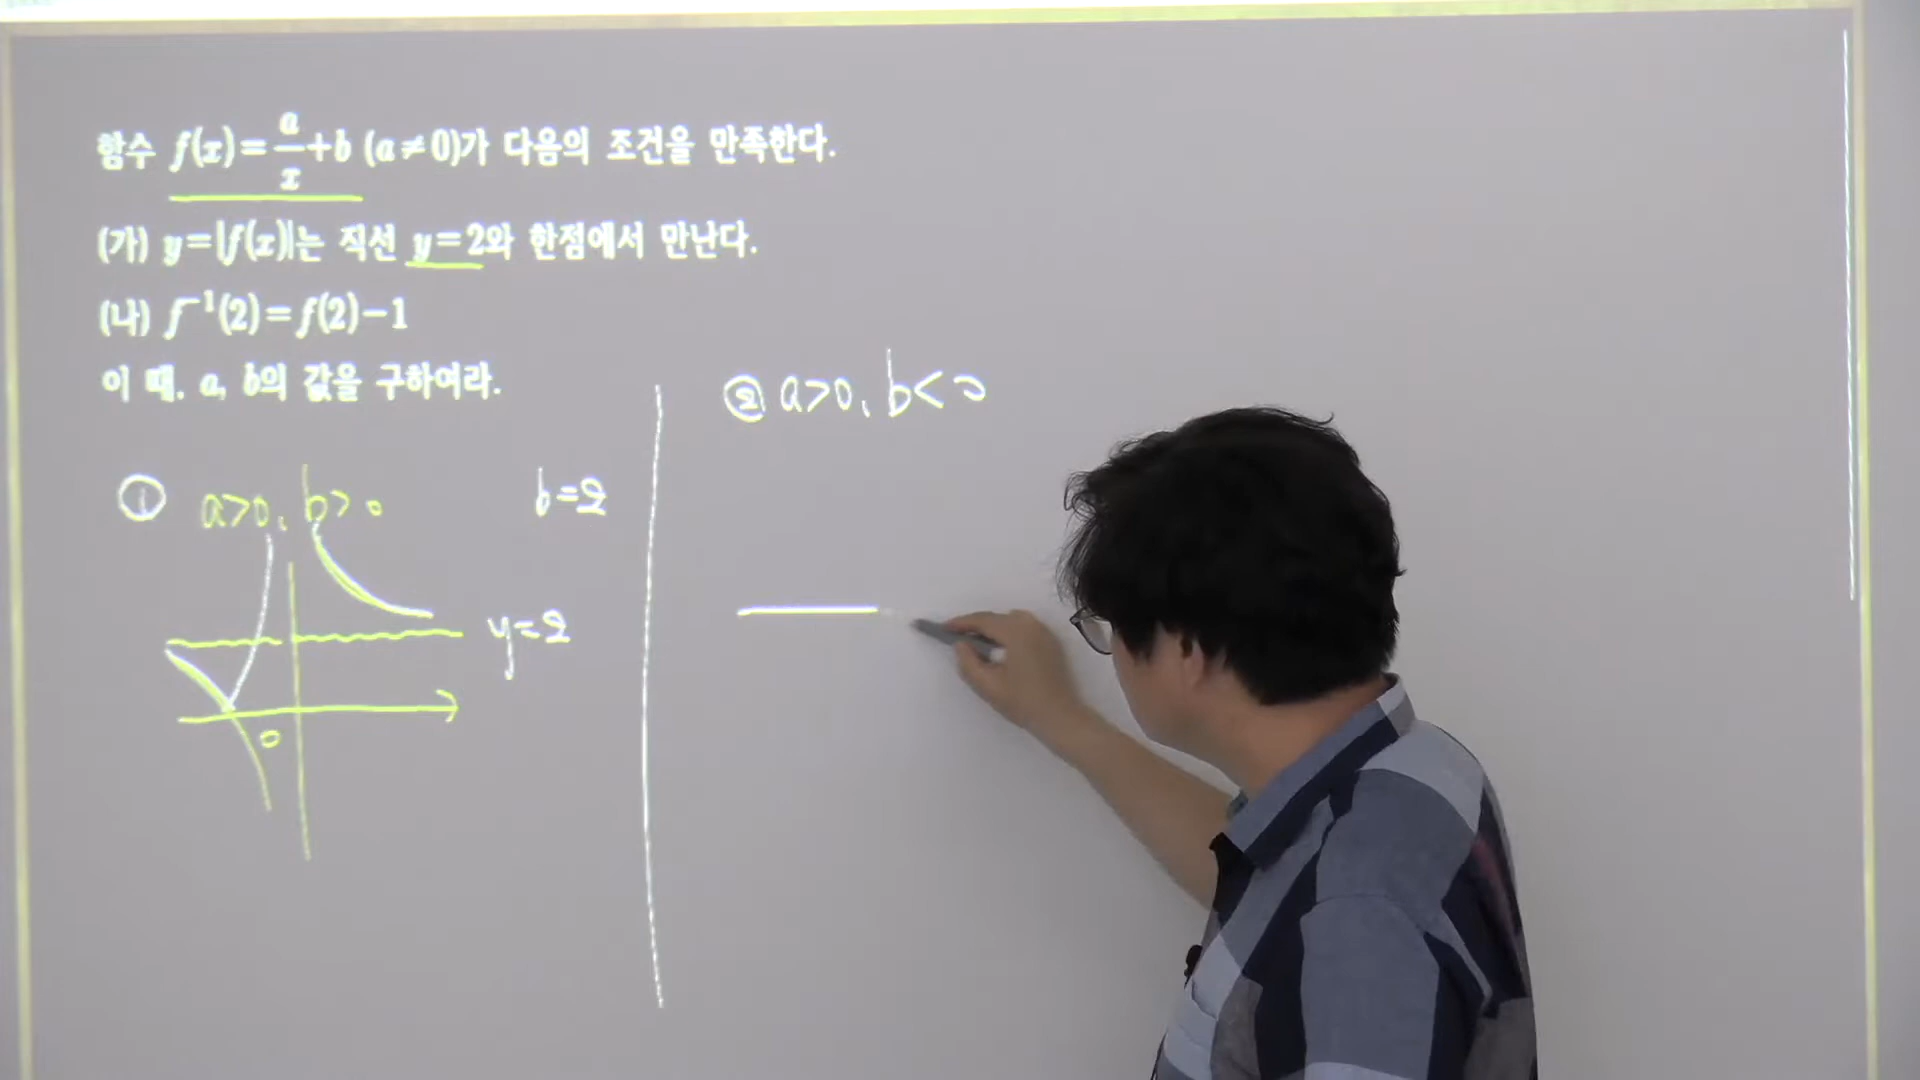 함수 f(x)=a/x+b (a≠0)가 다음의 조건을 만족한다.
(가) y=|f(x)|는 직선 y=2와 한점에서 만난다.
(나) f⁻¹(2)=f(2)-1
이 때, a, b의 값을 구하여라.
① a>0, b>0
b=2
y=2
0
② a>0, b<0